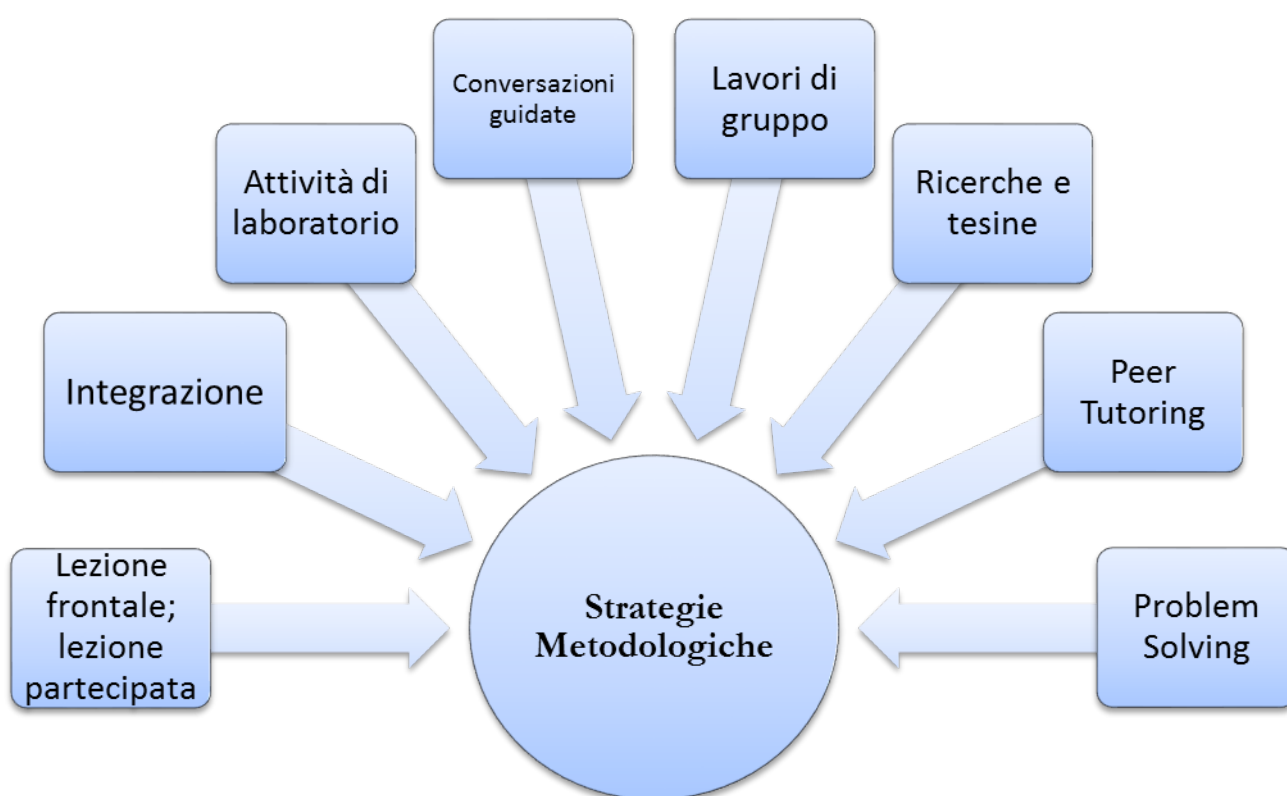 Conversazioni
guidate
Lavori di
gruppo
Attività di
laboratorio
Ricerche e
tesine
Integrazione
Peer
Tutoring
Lezione
frontale;
lezione
partecipata
Strategie
Metodologiche
Problem
Solving